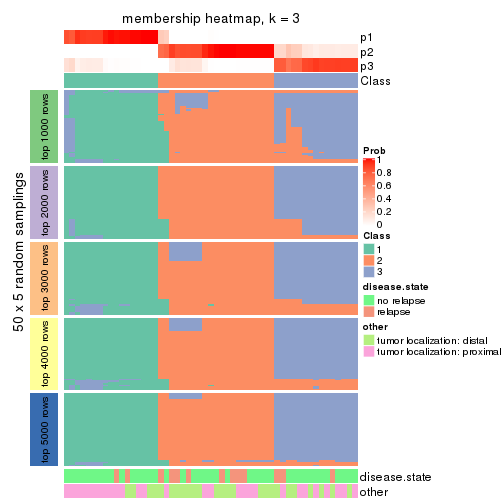 membership heatmap, k = 3
p1
p2
p3
Class
50 x 5 random samplings
top 1000 rows
top 2000 rows
top 3000 rows
top 4000 rows
top 5000 rows
Prob
1
0.8
0.6
0.4
0.2
0
Class
1
2
3
disease.state
no relapse
relapse
other
tumor localization: distal
tumor localization: proximal
disease.state
other